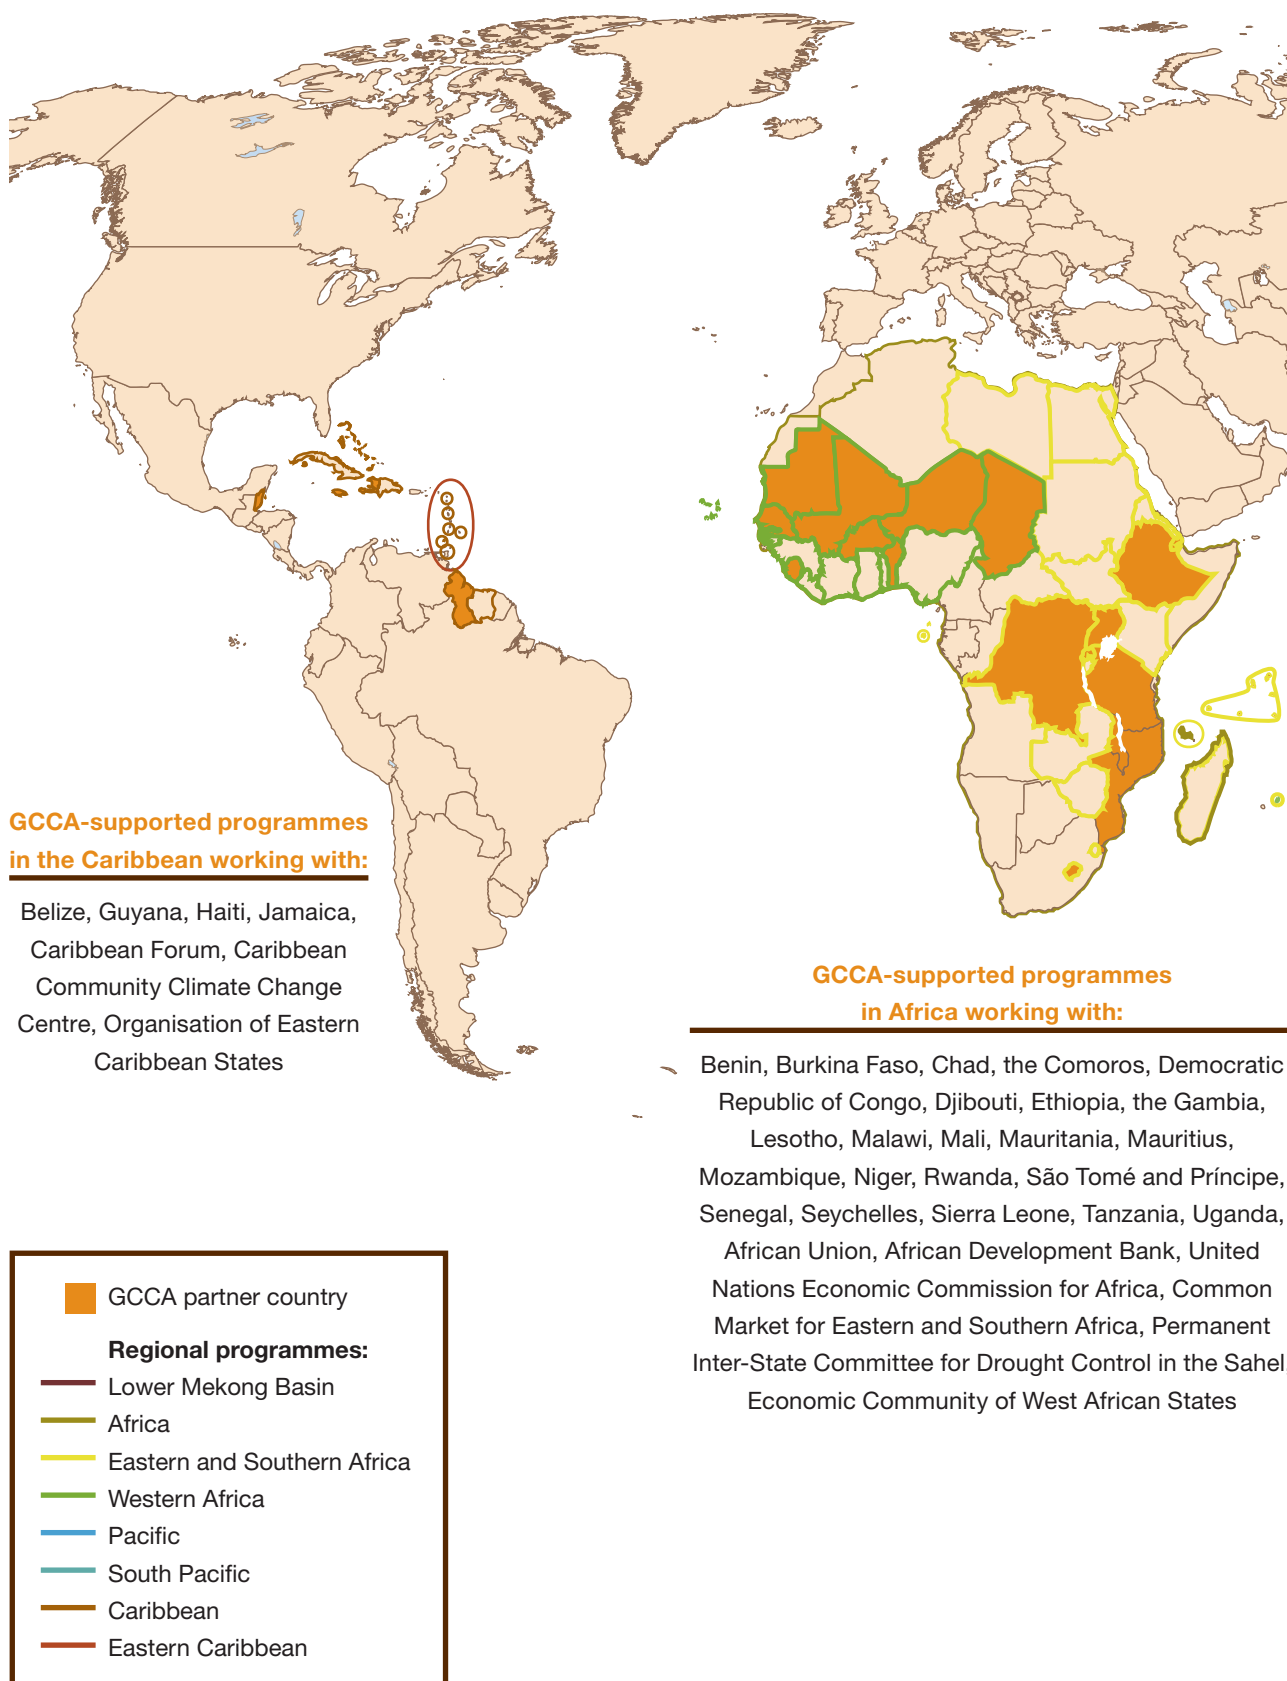 GCCA-supported programmes
in the Caribbean working with:
Belize, Guyana, Haiti, Jamaica,
Caribbean Forum, Caribbean
Community Climate Change
Centre, Organisation of Eastern
Caribbean States
GCCA-supported programmes
in Africa working with:
Benin, Burkina Faso, Chad, the Comoros, Democratic
Republic of Congo, Djibouti, Ethiopia, the Gambia,
Lesotho, Malawi, Mali, Mauritania, Mauritius,
Mozambique, Niger, Rwanda, São Tomé and Príncipe,
Senegal, Seychelles, Sierra Leone, Tanzania, Uganda,
African Union, African Development Bank, United
Nations Economic Commission for Africa, Common
Market for Eastern and Southern Africa, Permanent
Inter-State Committee for Drought Control in the Sahel,
Economic Community of West African States
GCCA partner country
Regional programmes:
Lower Mekong Basin
Africa
Eastern and Southern Africa
Western Africa
Pacific
South Pacific
Caribbean
Eastern Caribbean